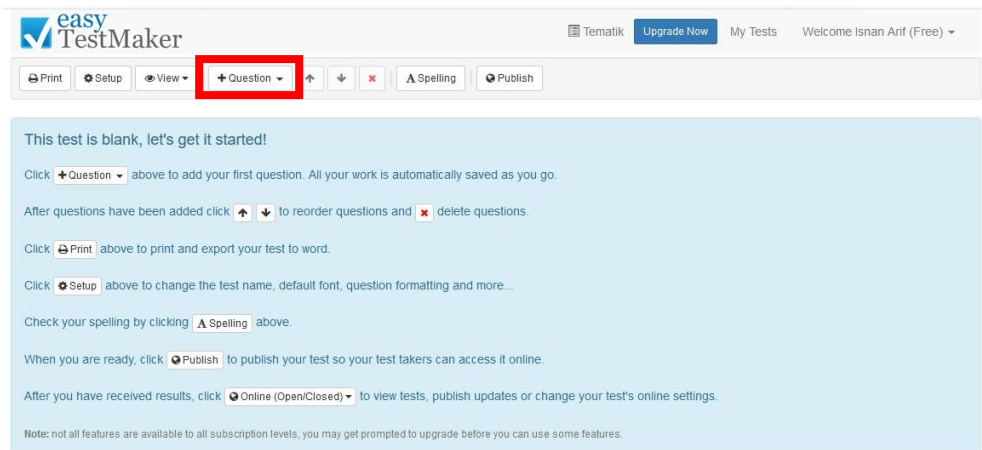 easy
TestMaker
Tematik Upgrade Now My Tests Welcome Isnan Arif (Free)
Print Setup View + Question A Spelling Publish
This test is blank, let's get it started!
Click + Question above to add your first question. All your work is automatically saved as you go.
After questions have been added click to reorder questions and delete questions.
Click Print above to print and export your test to word.
Click Setup above to change the test name, default font, question formatting and more...
Check your spelling by clicking A Spelling above.
When you are ready, click Publish to publish your test so your test takers can access it online.
After you have received results, click Online (Open/Closed) to view tests, publish updates or change your test's online settings.
Note: not all features are available to all subscription levels, you may get prompted to upgrade before you can use some features.